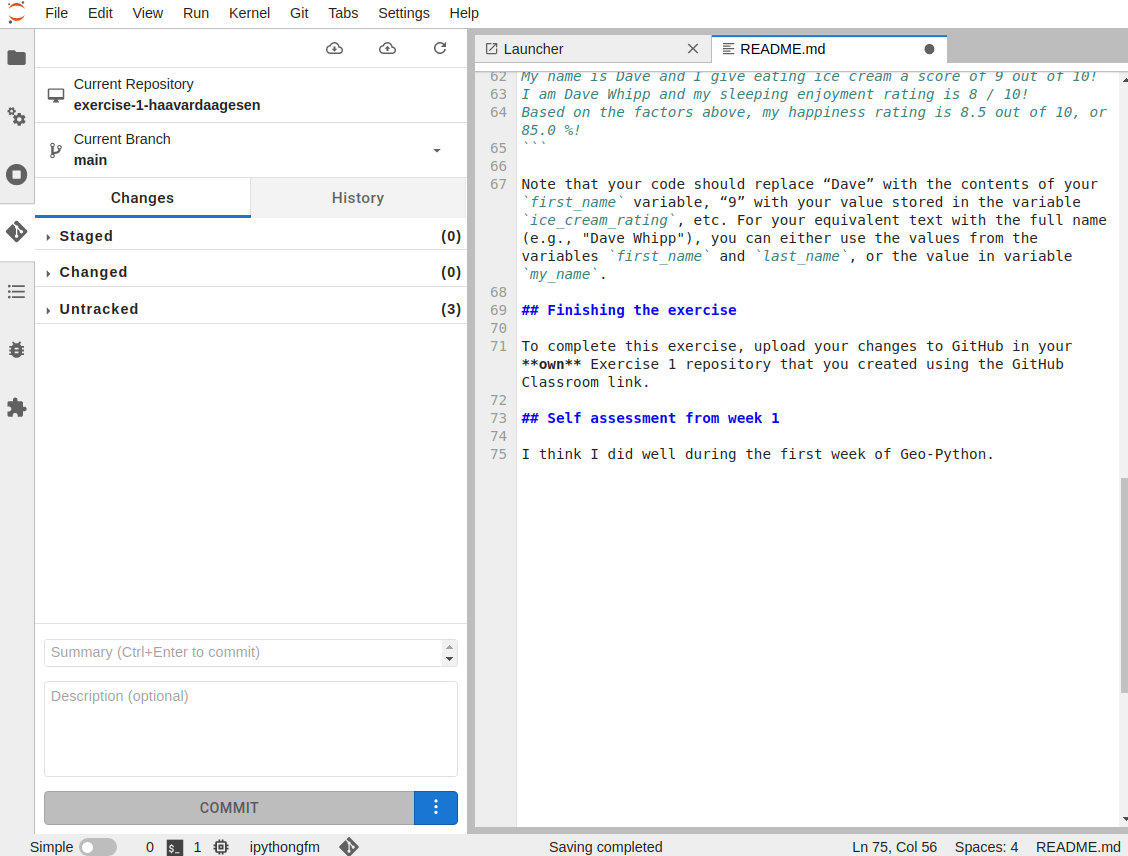 File Edit View Run Kernel Git Tabs Settings Help
Current Repository
exercise-1-haavardaagesen
Current Branch
main
Changes History
Staged (0)
Changed (0)
Untracked (3)
Summary (Ctrl+Enter to commit)
Description (optional)
COMMIT
Launcher README.md
62 My name is Dave and I give eating ice cream a score of 9 out of 10!
63 I am Dave Whipp and my sleeping enjoyment rating is 8 / 10!
64 Based on the factors above, my happiness rating is 8.5 out of 10, or
85.0 %!
65 ```
66
67 Note that your code should replace “Dave” with the contents of your
`first_name` variable, “9” with your value stored in the variable
`ice_cream_rating`, etc. For your equivalent text with the full name
(e.g., "Dave Whipp"), you can either use the values from the
variables `first_name` and `last_name`, or the value in variable
`my_name`.
68
69 ## Finishing the exercise
70
71 To complete this exercise, upload your changes to GitHub in your
**own** Exercise 1 repository that you created using the GitHub
Classroom link.
72
73 ## Self assessment from week 1
74
75 I think I did well during the first week of Geo-Python.
Simple 0 $_ 1 ipythongfm Saving completed Ln 75, Col 56 Spaces: 4 README.md